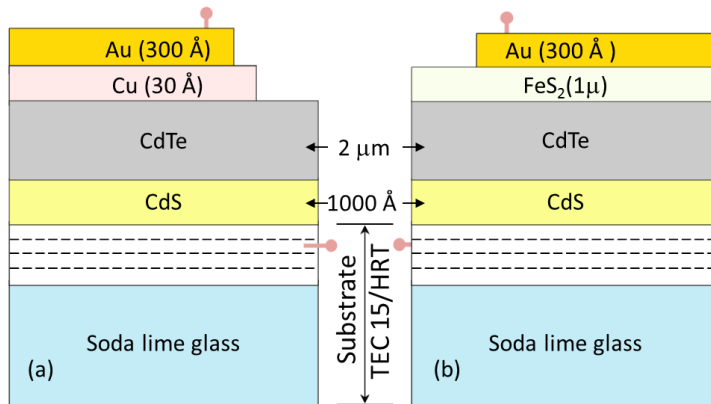 Au (300 Å)
Cu (30 Å)
CdTe
CdS
Soda lime glass
(a)
2 μm
1000 Å
Substrate
TEC 15/HRT
Au (300 Å )
FeS₂(1μ)
CdTe
CdS
Soda lime glass
(b)